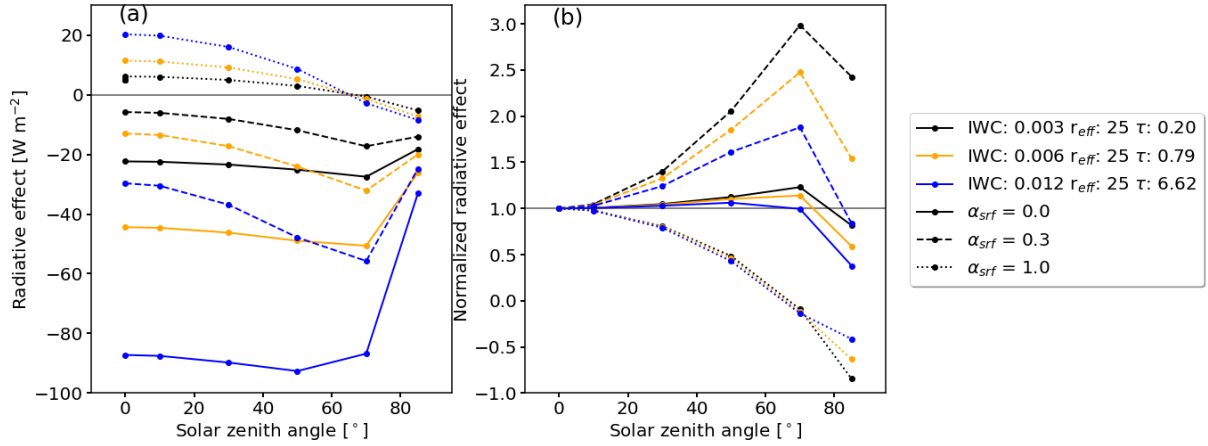 (a)
20
0
−20
−40
−60
−80
−100
Radiative effect [W m⁻²]
0 20 40 60 80
Solar zenith angle [°]
(b)
3.0
2.5
2.0
1.5
1.0
0.5
0.0
−0.5
−1.0
Normalized radiative effect
0 20 40 60 80
Solar zenith angle [°]
IWC: 0.003 r_eff: 25 τ: 0.20
IWC: 0.006 r_eff: 25 τ: 0.79
IWC: 0.012 r_eff: 25 τ: 6.62
α_srf = 0.0
α_srf = 0.3
α_srf = 1.0